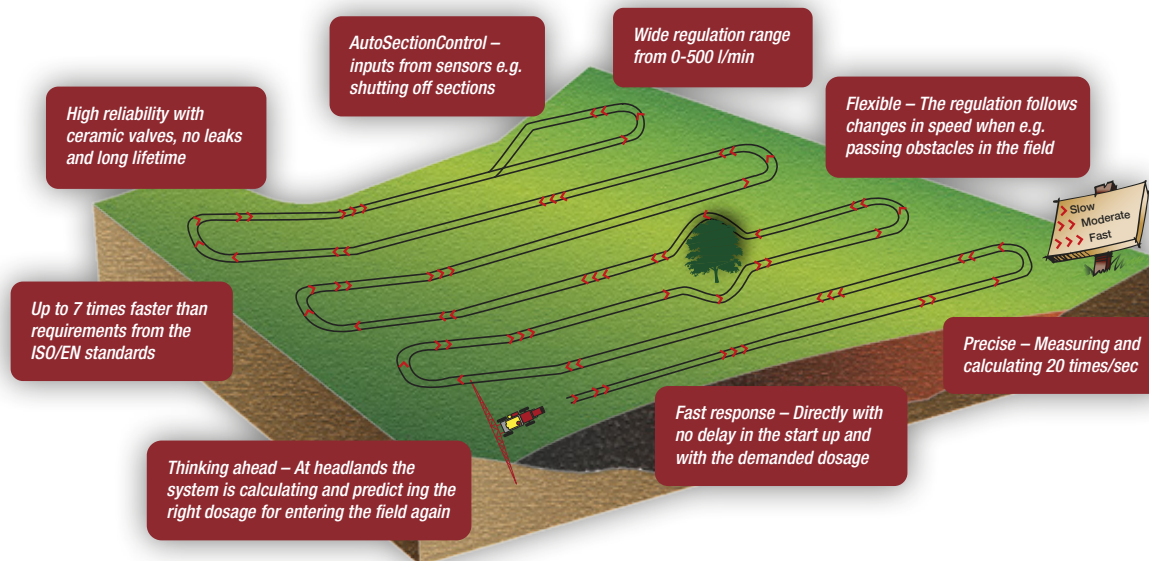 AutoSectionControl –
inputs from sensors e.g.
shutting off sections
Wide regulation range
from 0-500 l/min
High reliability with
ceramic valves, no leaks
and long lifetime
Flexible – The regulation follows
changes in speed when e.g.
passing obstacles in the field
Slow
Moderate
Fast
Up to 7 times faster than
requirements from the
ISO/EN standards
Precise – Measuring and
calculating 20 times/sec
Fast response – Directly with
no delay in the start up and
with the demanded dosage
Thinking ahead – At headlands the
system is calculating and predict ing the
right dosage for entering the field again